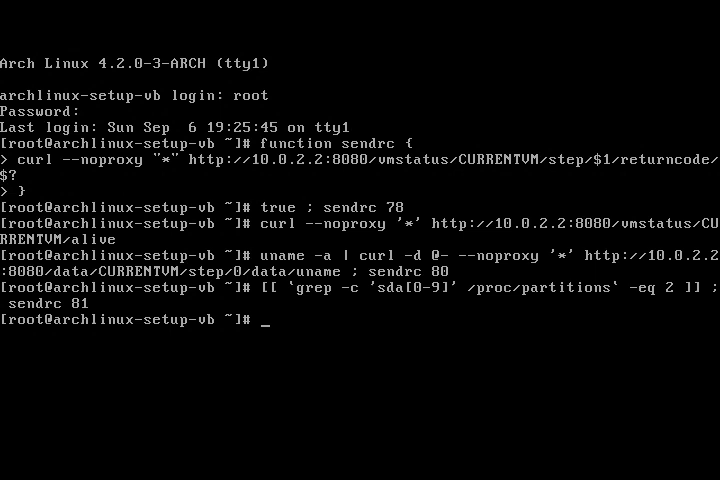 Arch Linux 4.2.0-3-ARCH (tty1)
archlinux-setup-vb login: root
Password:
Last login: Sun Sep  6 19:25:45 on tty1
[root@archlinux-setup-vb ~]# function sendrc {
> curl --noproxy "*" http://10.0.2.2:8080/vmstatus/CURRENTVM/step/$1/returncode/
$?
> }
[root@archlinux-setup-vb ~]# true ; sendrc 78
[root@archlinux-setup-vb ~]# curl --noproxy '*' http://10.0.2.2:8080/vmstatus/CU
RRENTVM/alive
[root@archlinux-setup-vb ~]# uname -a | curl -d @- --noproxy '*' http://10.0.2.2
:8080/data/CURRENTVM/step/0/data/uname ; sendrc 80
[root@archlinux-setup-vb ~]# [[ `grep -c 'sda[0-9]' /proc/partitions` -eq 2 ]] ;
 sendrc 81
[root@archlinux-setup-vb ~]# _